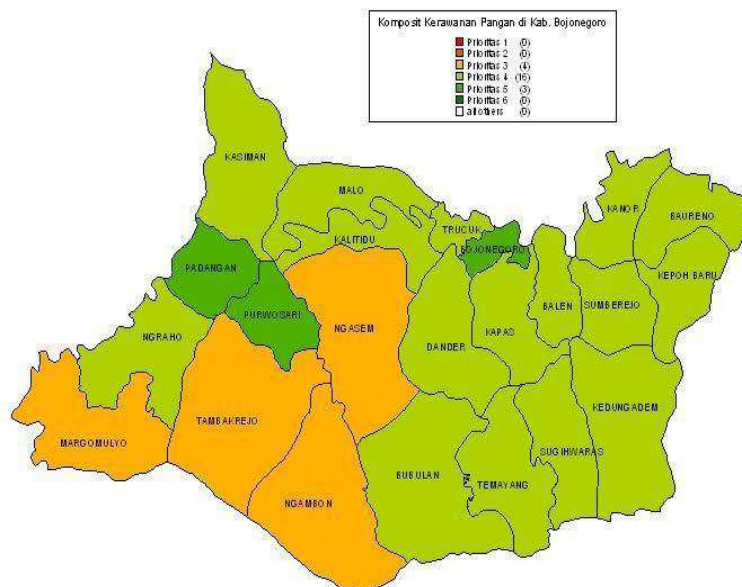 Komposit Kerawanan Pangan di Kab. Bojonegoro
Prioritas 1 (0)
Prioritas 2 (0)
Prioritas 3 (4)
Prioritas 4 (16)
Prioritas 5 (3)
Prioritas 6 (0)
all others (0)
KASIMAN
MALO
KANOR
BAURENO
TRUCUK
KALITIDU
BOJONEGORO
PADANGAN
KEPOH BARU
PURWOSARI
BALEN
SUMBEREJO
NGASEM
KAPAS
NGRAHO
DANDER
KEDUNGADEM
TAMBAKREJO
MARGOMULYO
SUGIHWARAS
BUBULAN
TEMAYANG
NGAMBON